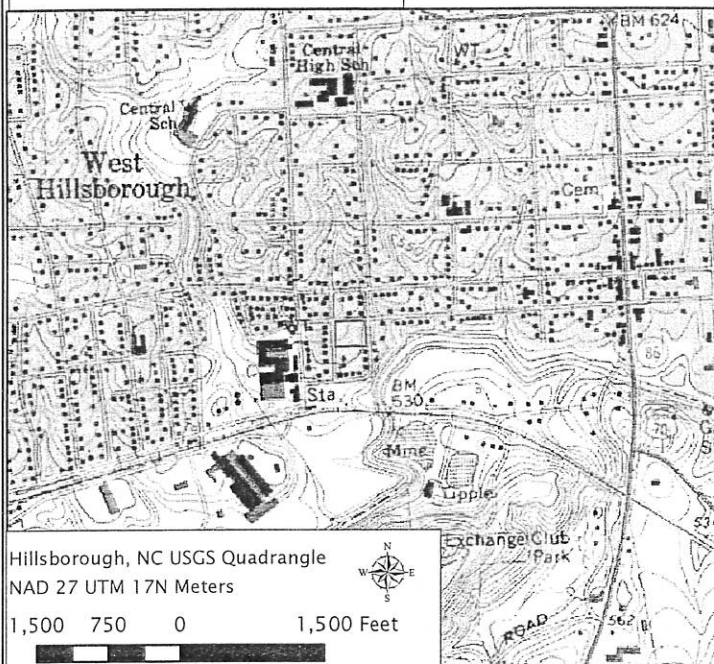 BM 624
Central
High Sch
WT
Central
Sch
West
Hillsborough
Cem
86
Sta.
BM
530
70
Mine
Tipple
Exchange Club
Park
ROAD
562
Hillsborough, NC USGS Quadrangle
NAD 27 UTM 17N Meters
N
W E
S
1,500 750 0 1,500 Feet